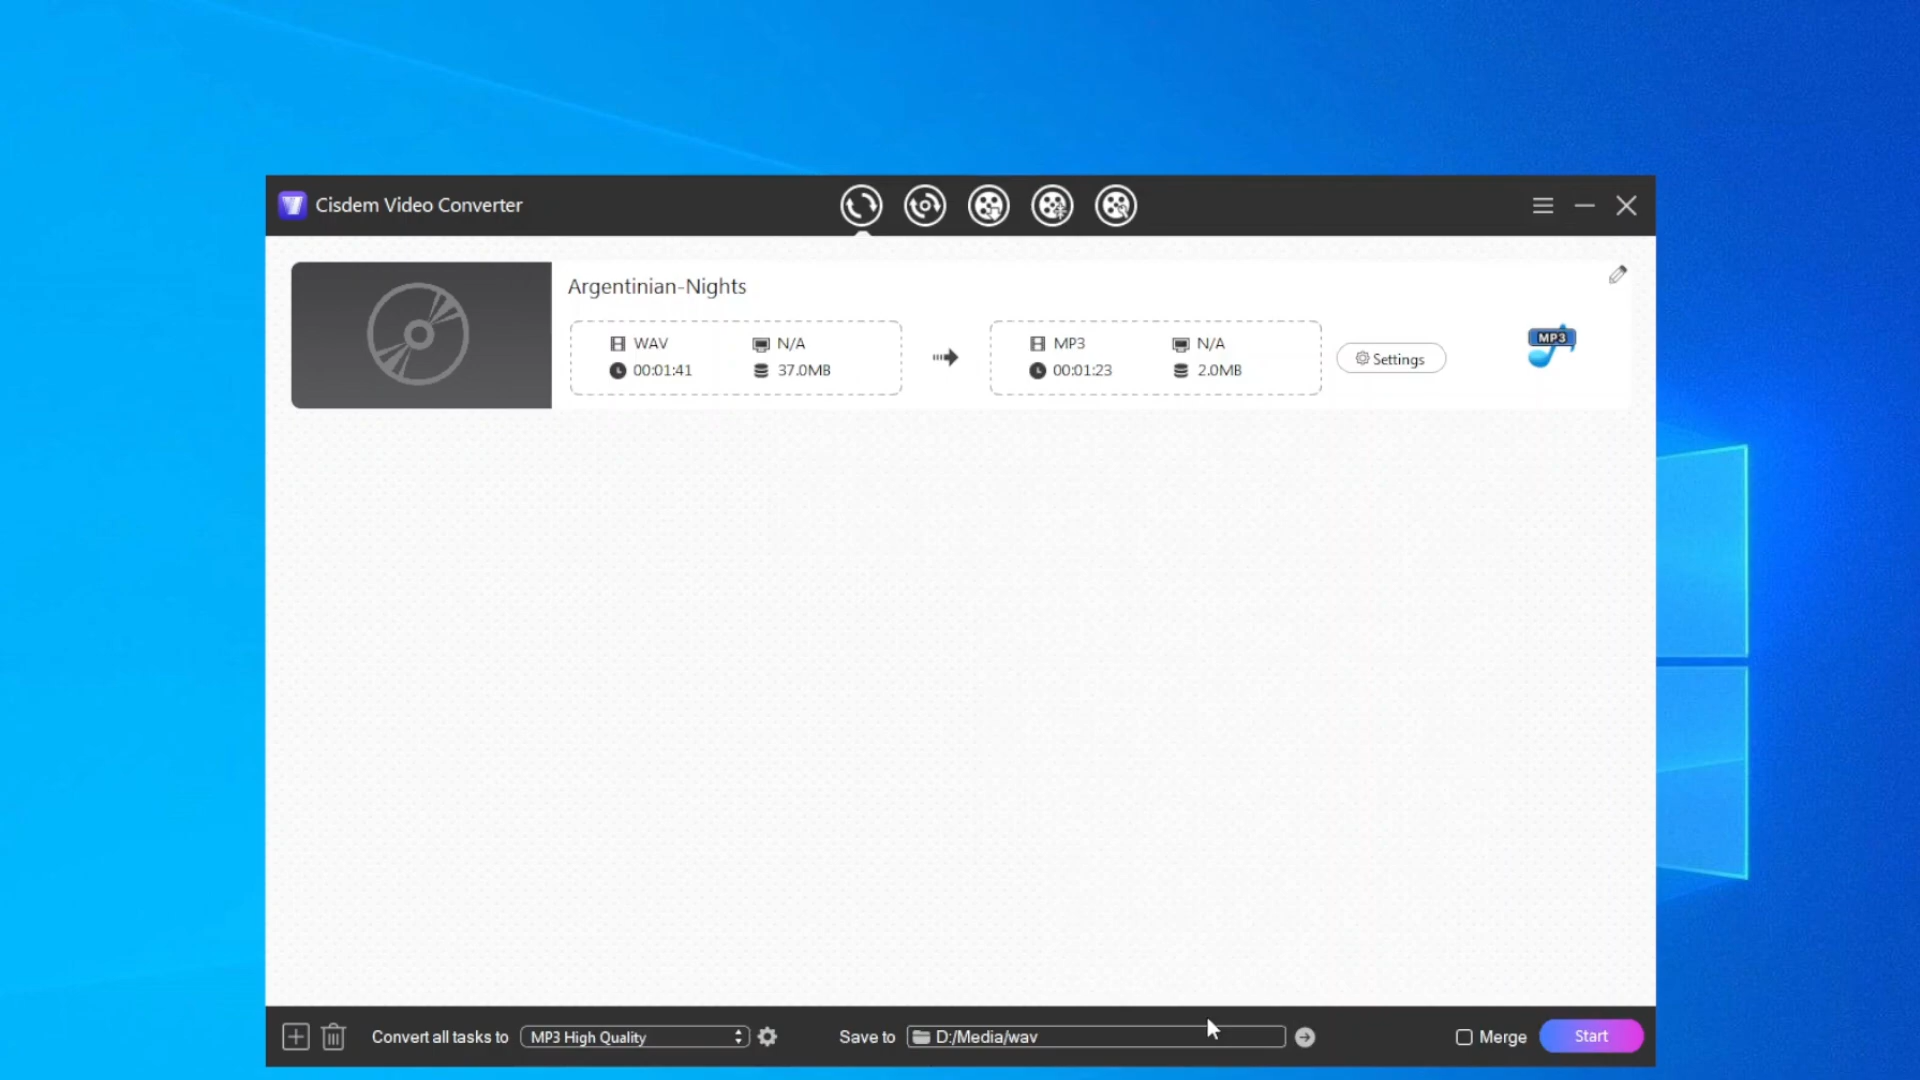 Cisdem Video Converter
Argentinian-Nights
WAV N/A
00:01:41 37.0MB
MP3 N/A
00:01:23 2.0MB
Settings
MP3
Convert all tasks to MP3 High Quality Save to D:/Media/wav Merge Start